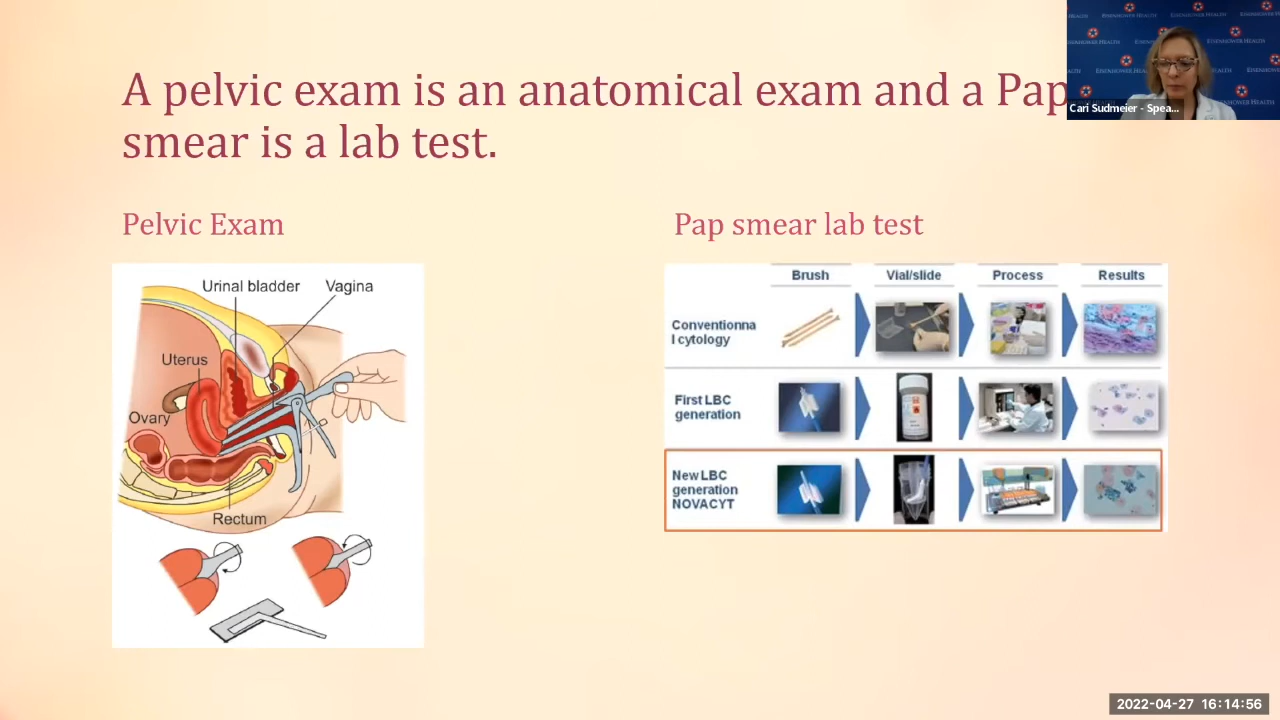 A pelvic exam is an anatomical exam and a Pap
smear is a lab test.
Cari Sudmeier - Spea...
EISENHOWER HEALTH
Pelvic Exam
Pap smear lab test
Urinal bladder
Vagina
Uterus
Ovary
Rectum
Brush
Vial/slide
Process
Results
Conventionna
l cytology
First LBC
generation
New LBC
generation
NOVACYT
2022-04-27 16:14:56